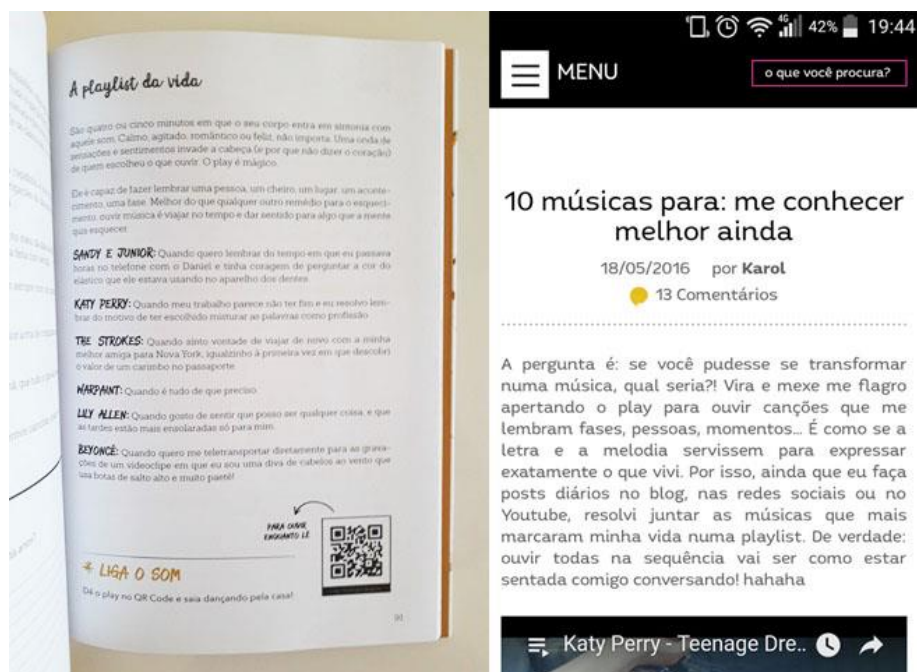 A playlist da vida
São quatro ou cinco minutos em que o seu corpo entra em sintonia com
aquele som. Calmo, agitado, romântico ou feliz, não importa. Uma onda de
sensações e sentimentos invade a cabeça (e por que não dizer o coração)
de quem escolheu o que ouvir. O play é mágico.
Ele é capaz de fazer lembrar uma pessoa, um cheiro, um lugar, um aconte-
cimento, uma fase. Melhor do que qualquer outro remédio para o esqueci-
mento, ouvir música é viajar no tempo e dar sentido para algo que a mente
quis esquecer.
SANDY E JUNIOR: Quando quero lembrar do tempo em que eu passava
horas no telefone com o Daniel e tinha coragem de perguntar a cor do
elástico que ele estava usando no aparelho dos dentes.
KATY PERRY: Quando meu trabalho parece não ter fim e eu resolvo lem-
brar do motivo de ter escolhido misturar as palavras como profissão.
THE STROKES: Quando sinto vontade de viajar de novo com a minha
melhor amiga para Nova York, igualzinho à primeira vez em que descobri
o valor de um carimbo no passaporte.
WARPAINT: Quando é tudo de que preciso.
LILY ALLEN: Quando gosto de sentir que posso ser qualquer coisa, e que
as tardes estão mais ensolaradas só para mim.
BEYONCÉ: Quando quero me teletransportar diretamente para as grava-
ções de um videoclipe em que eu sou uma diva de cabelos ao vento que
usa botas de salto alto e muito paetê!
PARA OUVIR
ENQUANTO LÊ
* LIGA O SOM
Dá o play no QR Code e saia dançando pela casa!
4G 42% 19:44
MENU
o que você procura?
10 músicas para: me conhecer
melhor ainda
18/05/2016 por Karol
13 Comentários
A pergunta é: se você pudesse se transformar
numa música, qual seria?! Vira e mexe me flagro
apertando o play para ouvir canções que me
lembram fases, pessoas, momentos... É como se a
letra e a melodia servissem para expressar
exatamente o que vivi. Por isso, ainda que eu faça
posts diários no blog, nas redes sociais ou no
Youtube, resolvi juntar as músicas que mais
marcaram minha vida numa playlist. De verdade:
ouvir todas na sequência vai ser como estar
sentada comigo conversando! hahaha
Katy Perry - Teenage Dre..